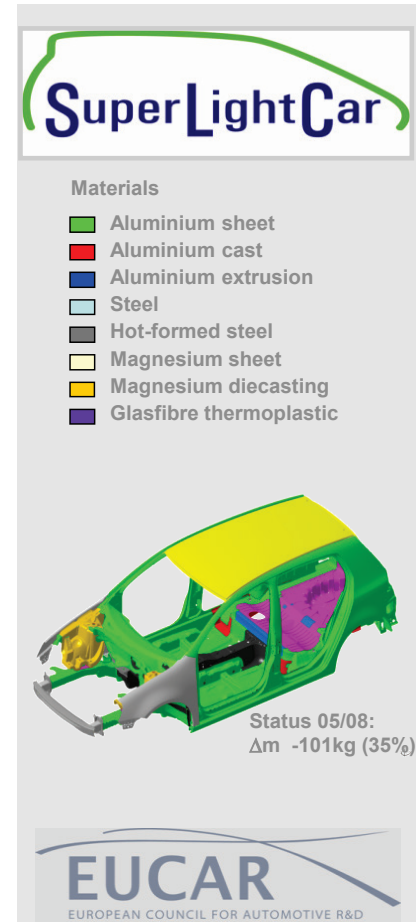 SuperLightCar
Materials
Aluminium sheet
Aluminium cast
Aluminium extrusion
Steel
Hot-formed steel
Magnesium sheet
Magnesium diecasting
Glasfibre thermoplastic
Status 05/08:
Δm -101kg (35%)
EUCAR
EUROPEAN COUNCIL FOR AUTOMOTIVE R&D